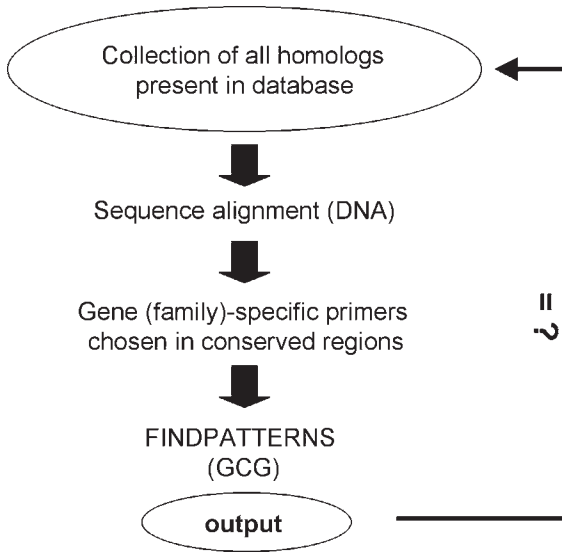 Collection of all homologs
present in database
Sequence alignment (DNA)
Gene (family)-specific primers
chosen in conserved regions
= ?
FINDPATTERNS
(GCG)
output